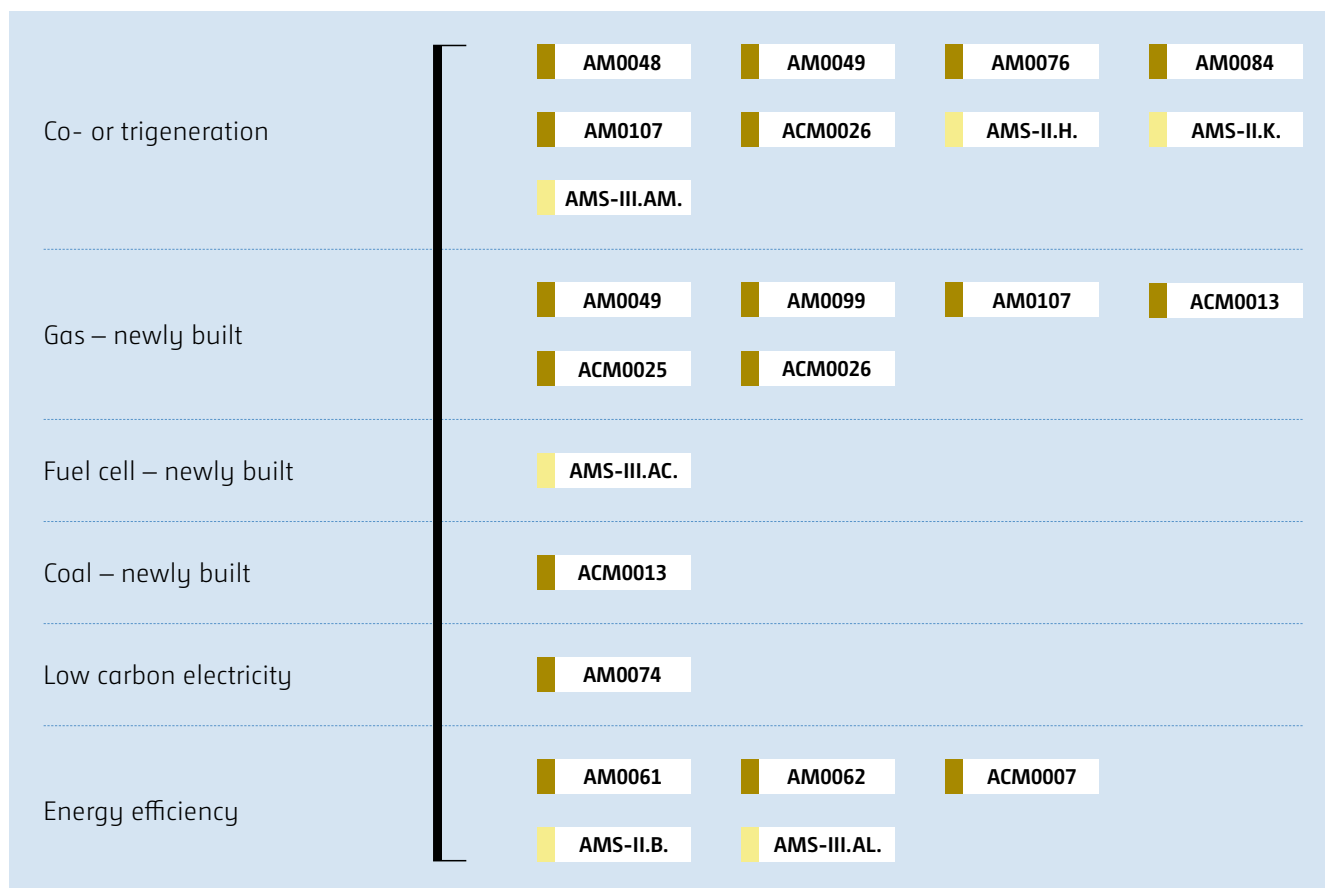 Co- or trigeneration
AM0048 AM0049 AM0076 AM0084
AM0107 ACM0026 AMS-II.H. AMS-II.K.
AMS-III.AM.
Gas – newly built
AM0049 AM0099 AM0107 ACM0013
ACM0025 ACM0026
Fuel cell – newly built
AMS-III.AC.
Coal – newly built
ACM0013
Low carbon electricity
AM0074
Energy efficiency
AM0061 AM0062 ACM0007
AMS-II.B. AMS-III.AL.